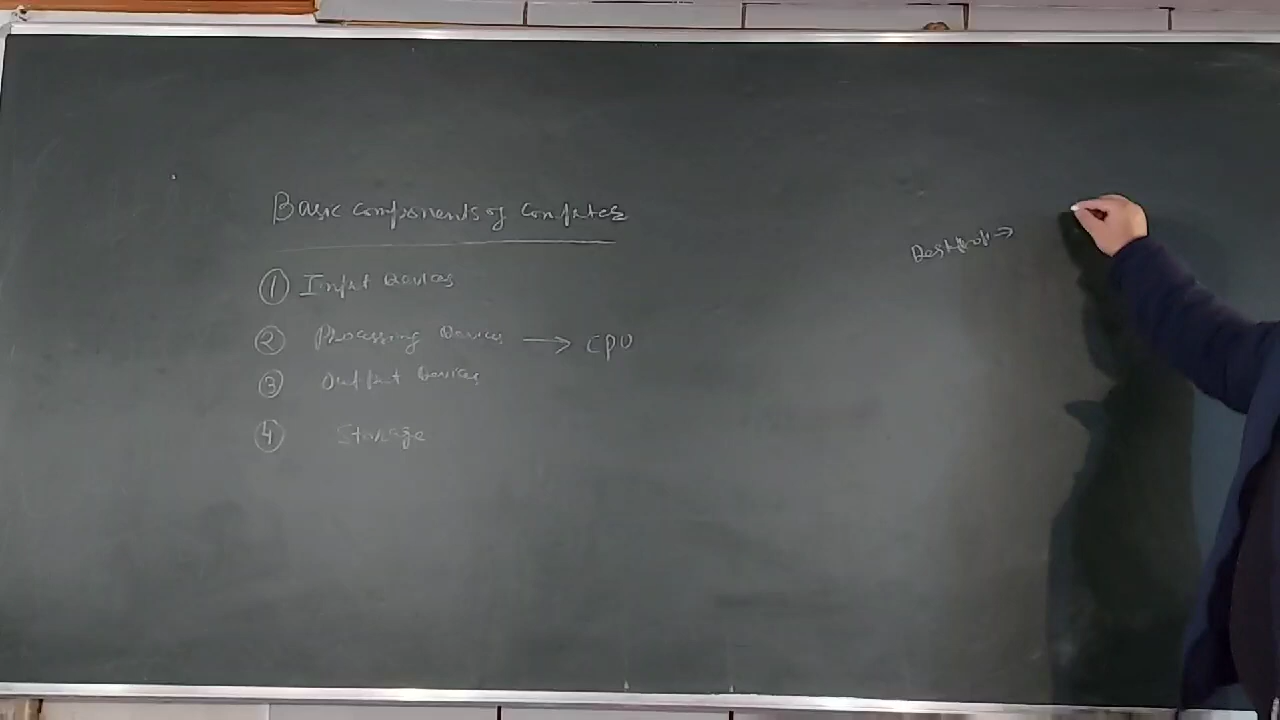 Basic Components of Computer
① Input Devices
② Processing Devices → CPU
③ Output Devices
④ Storage
Desktop →